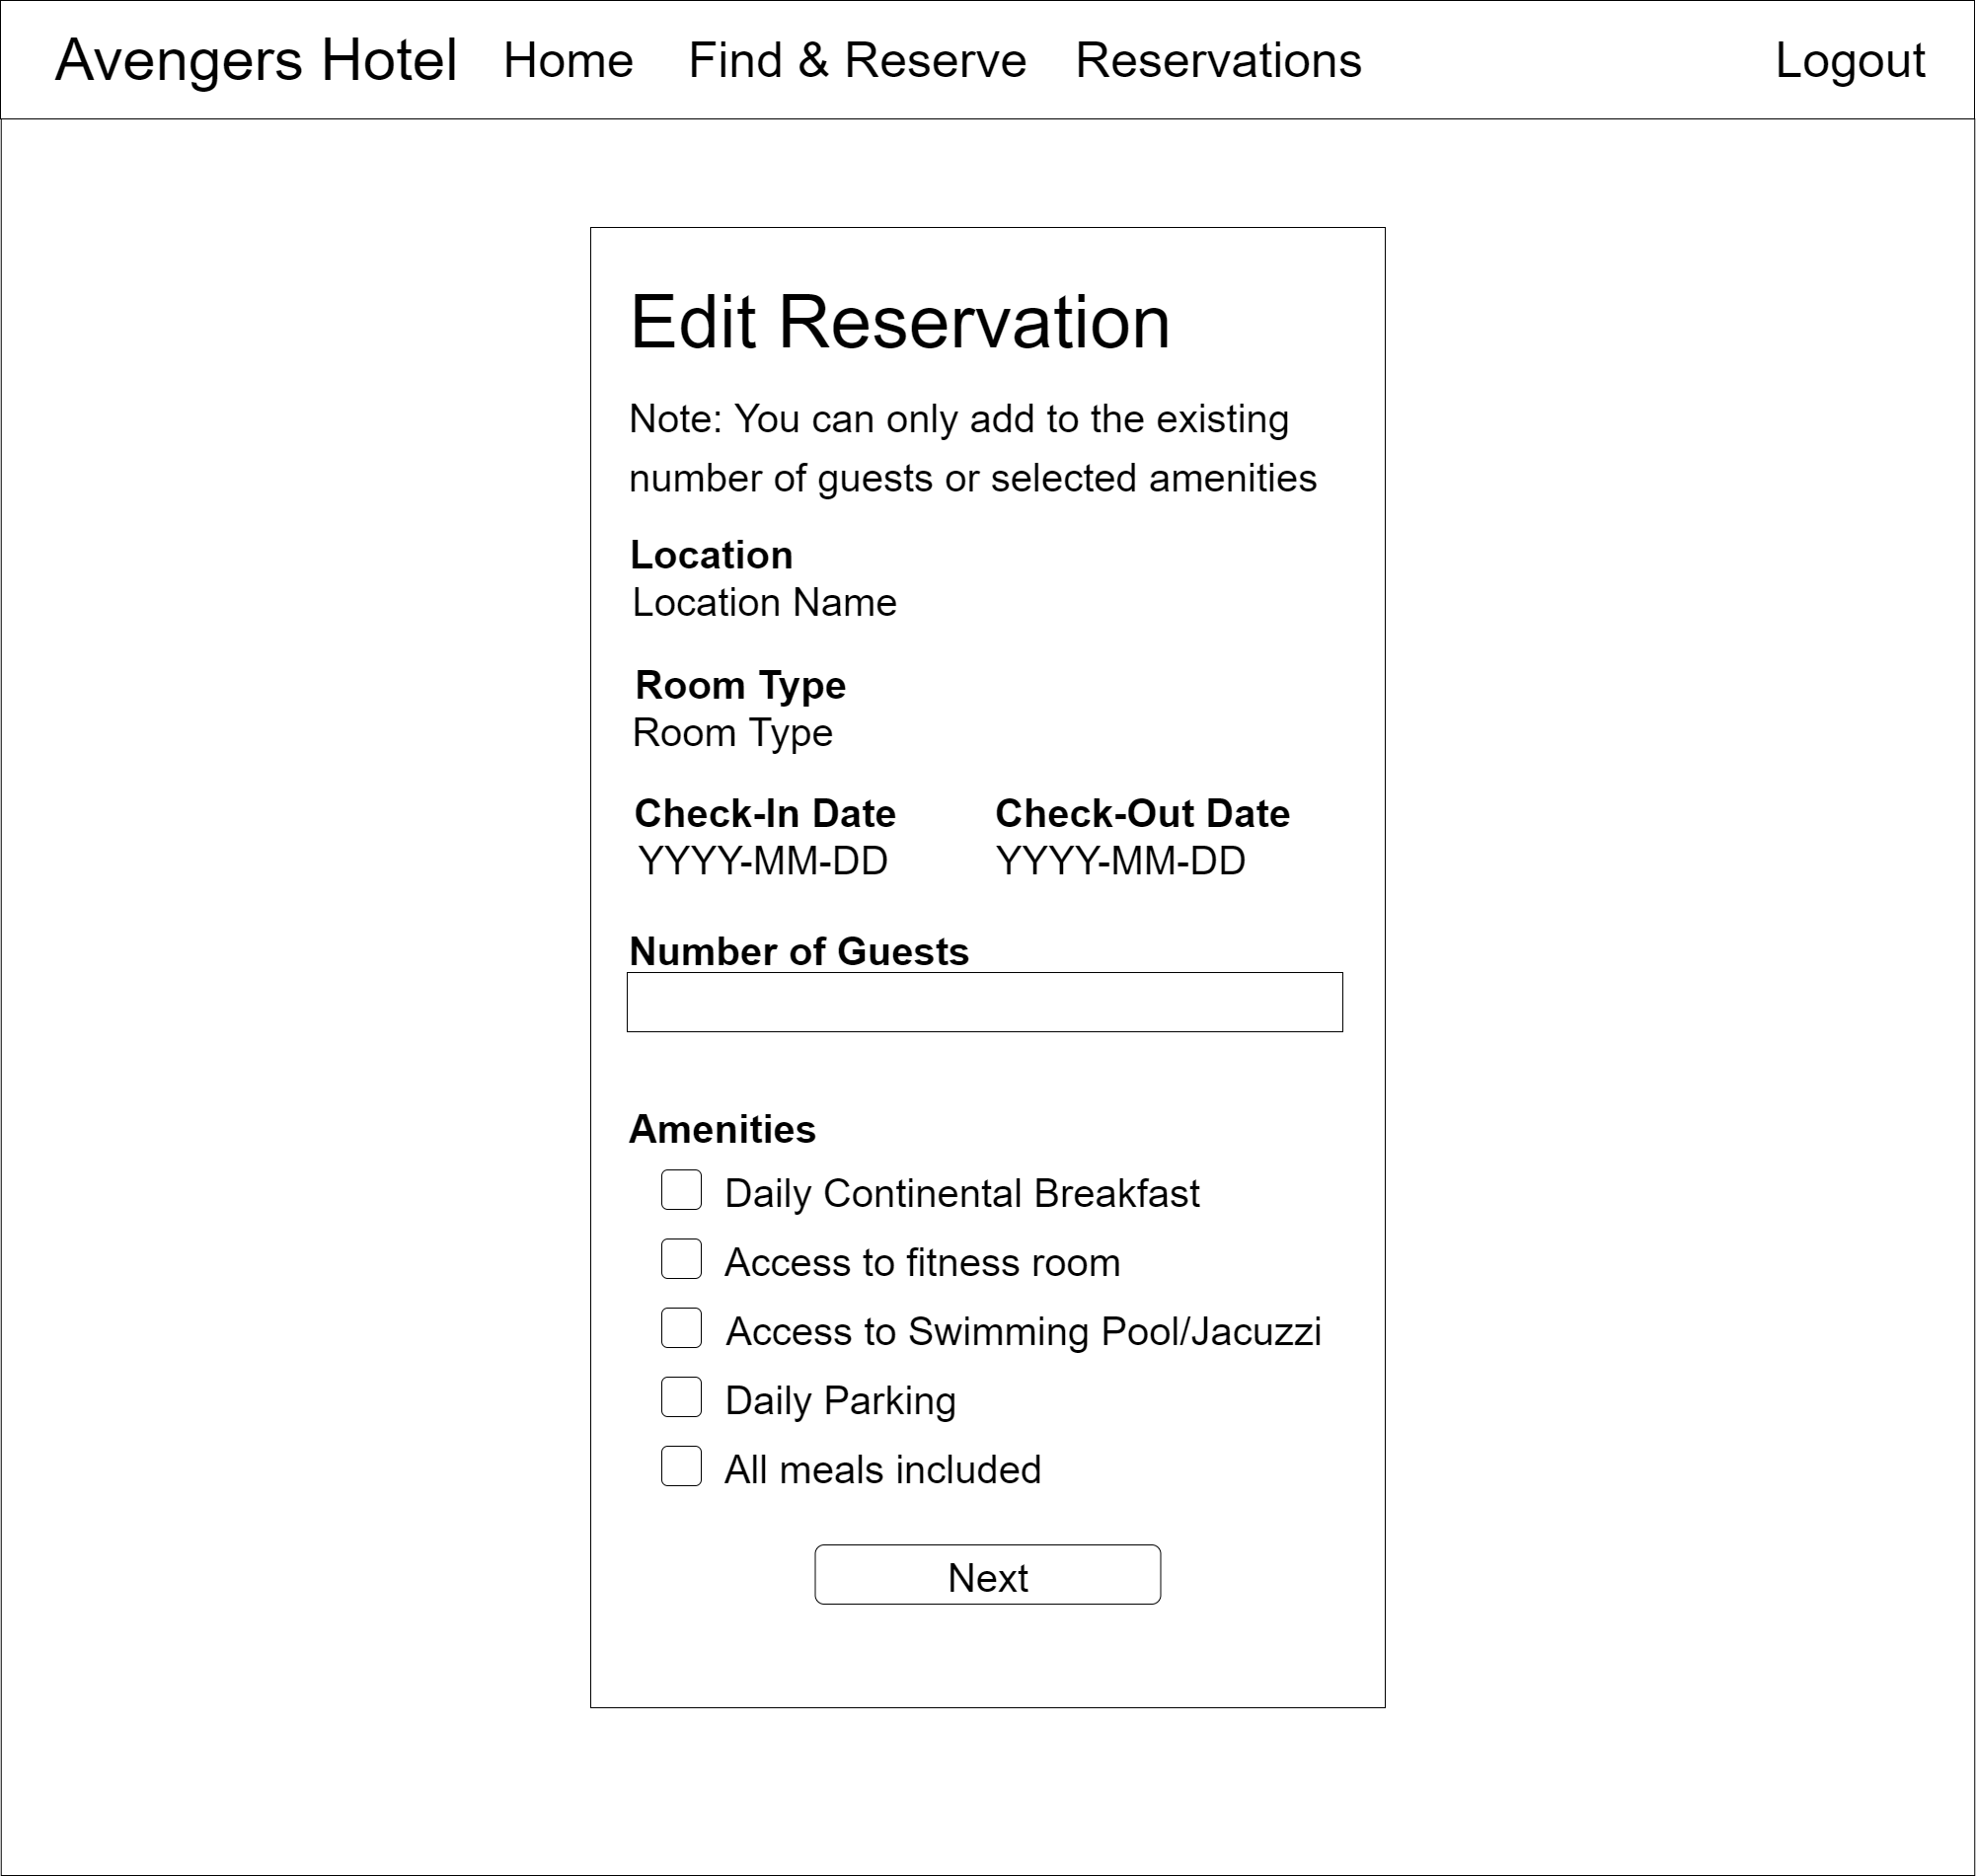 Avengers Hotel Home Find & Reserve Reservations Logout
Edit Reservation
Note: You can only add to the existing
number of guests or selected amenities
Location
Location Name
Room Type
Room Type
Check-In Date Check-Out Date
YYYY-MM-DD YYYY-MM-DD
Number of Guests
Amenities
Daily Continental Breakfast
Access to fitness room
Access to Swimming Pool/Jacuzzi
Daily Parking
All meals included
Next